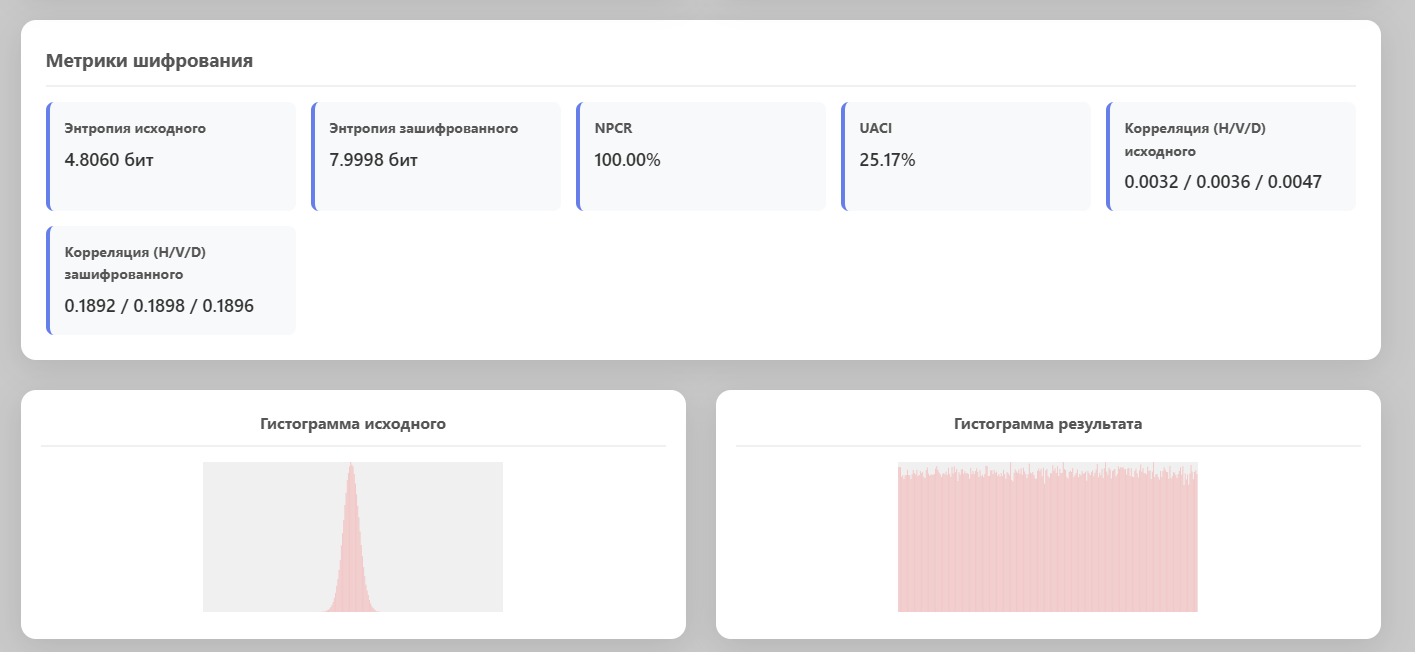 Метрики шифрования
Энтропия исходного
4.8060 бит
Энтропия зашифрованного
7.9998 бит
NPCR
100.00%
UACI
25.17%
Корреляция (H/V/D)
исходного
0.0032 / 0.0036 / 0.0047
Корреляция (H/V/D)
зашифрованного
0.1892 / 0.1898 / 0.1896
Гистограмма исходного
Гистограмма результата